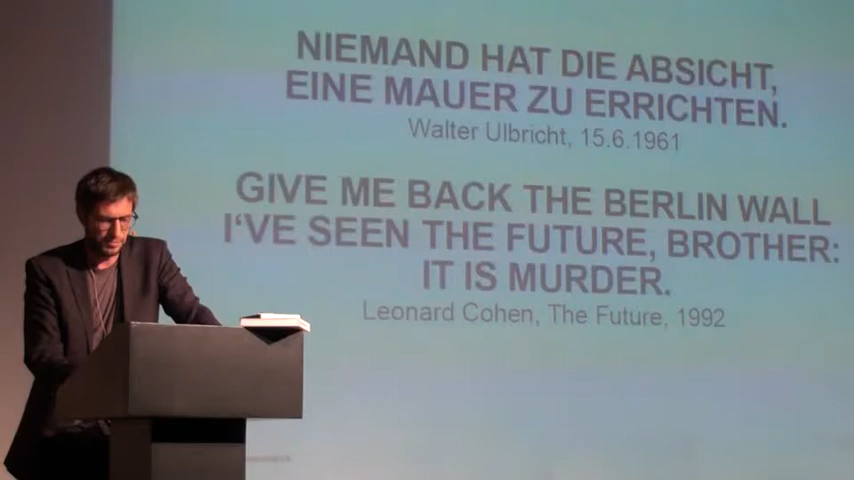 NIEMAND HAT DIE ABSICHT,
EINE MAUER ZU ERRICHTEN.
Walter Ulbricht, 15.6.1961
GIVE ME BACK THE BERLIN WALL
I‘VE SEEN THE FUTURE, BROTHER:
IT IS MURDER.
Leonard Cohen, The Future, 1992